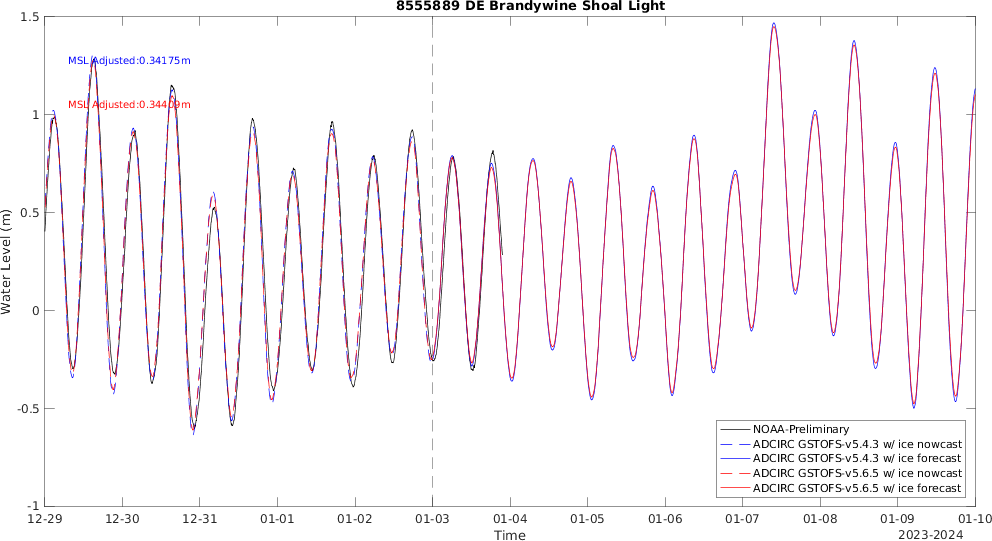 8555889 DE Brandywine Shoal Light
1.5
1
0.5
0
-0.5
-1
Water Level (m)
MSL Adjusted:0.34175m
MSL Adjusted:0.34409m
NOAA-Preliminary
ADCIRC GSTOFS-v5.4.3 w/ ice nowcast
ADCIRC GSTOFS-v5.4.3 w/ ice forecast
ADCIRC GSTOFS-v5.6.5 w/ ice nowcast
ADCIRC GSTOFS-v5.6.5 w/ ice forecast
12-29 12-30 12-31 01-01 01-02 01-03 01-04 01-05 01-06 01-07 01-08 01-09 01-10
Time
2023-2024